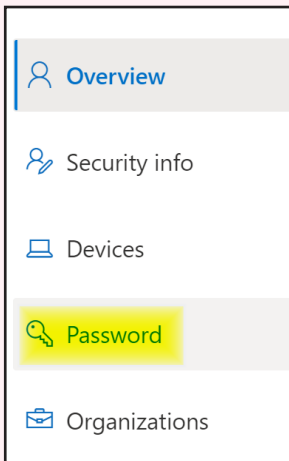 Overview
Security info
Devices
Password
Organizations